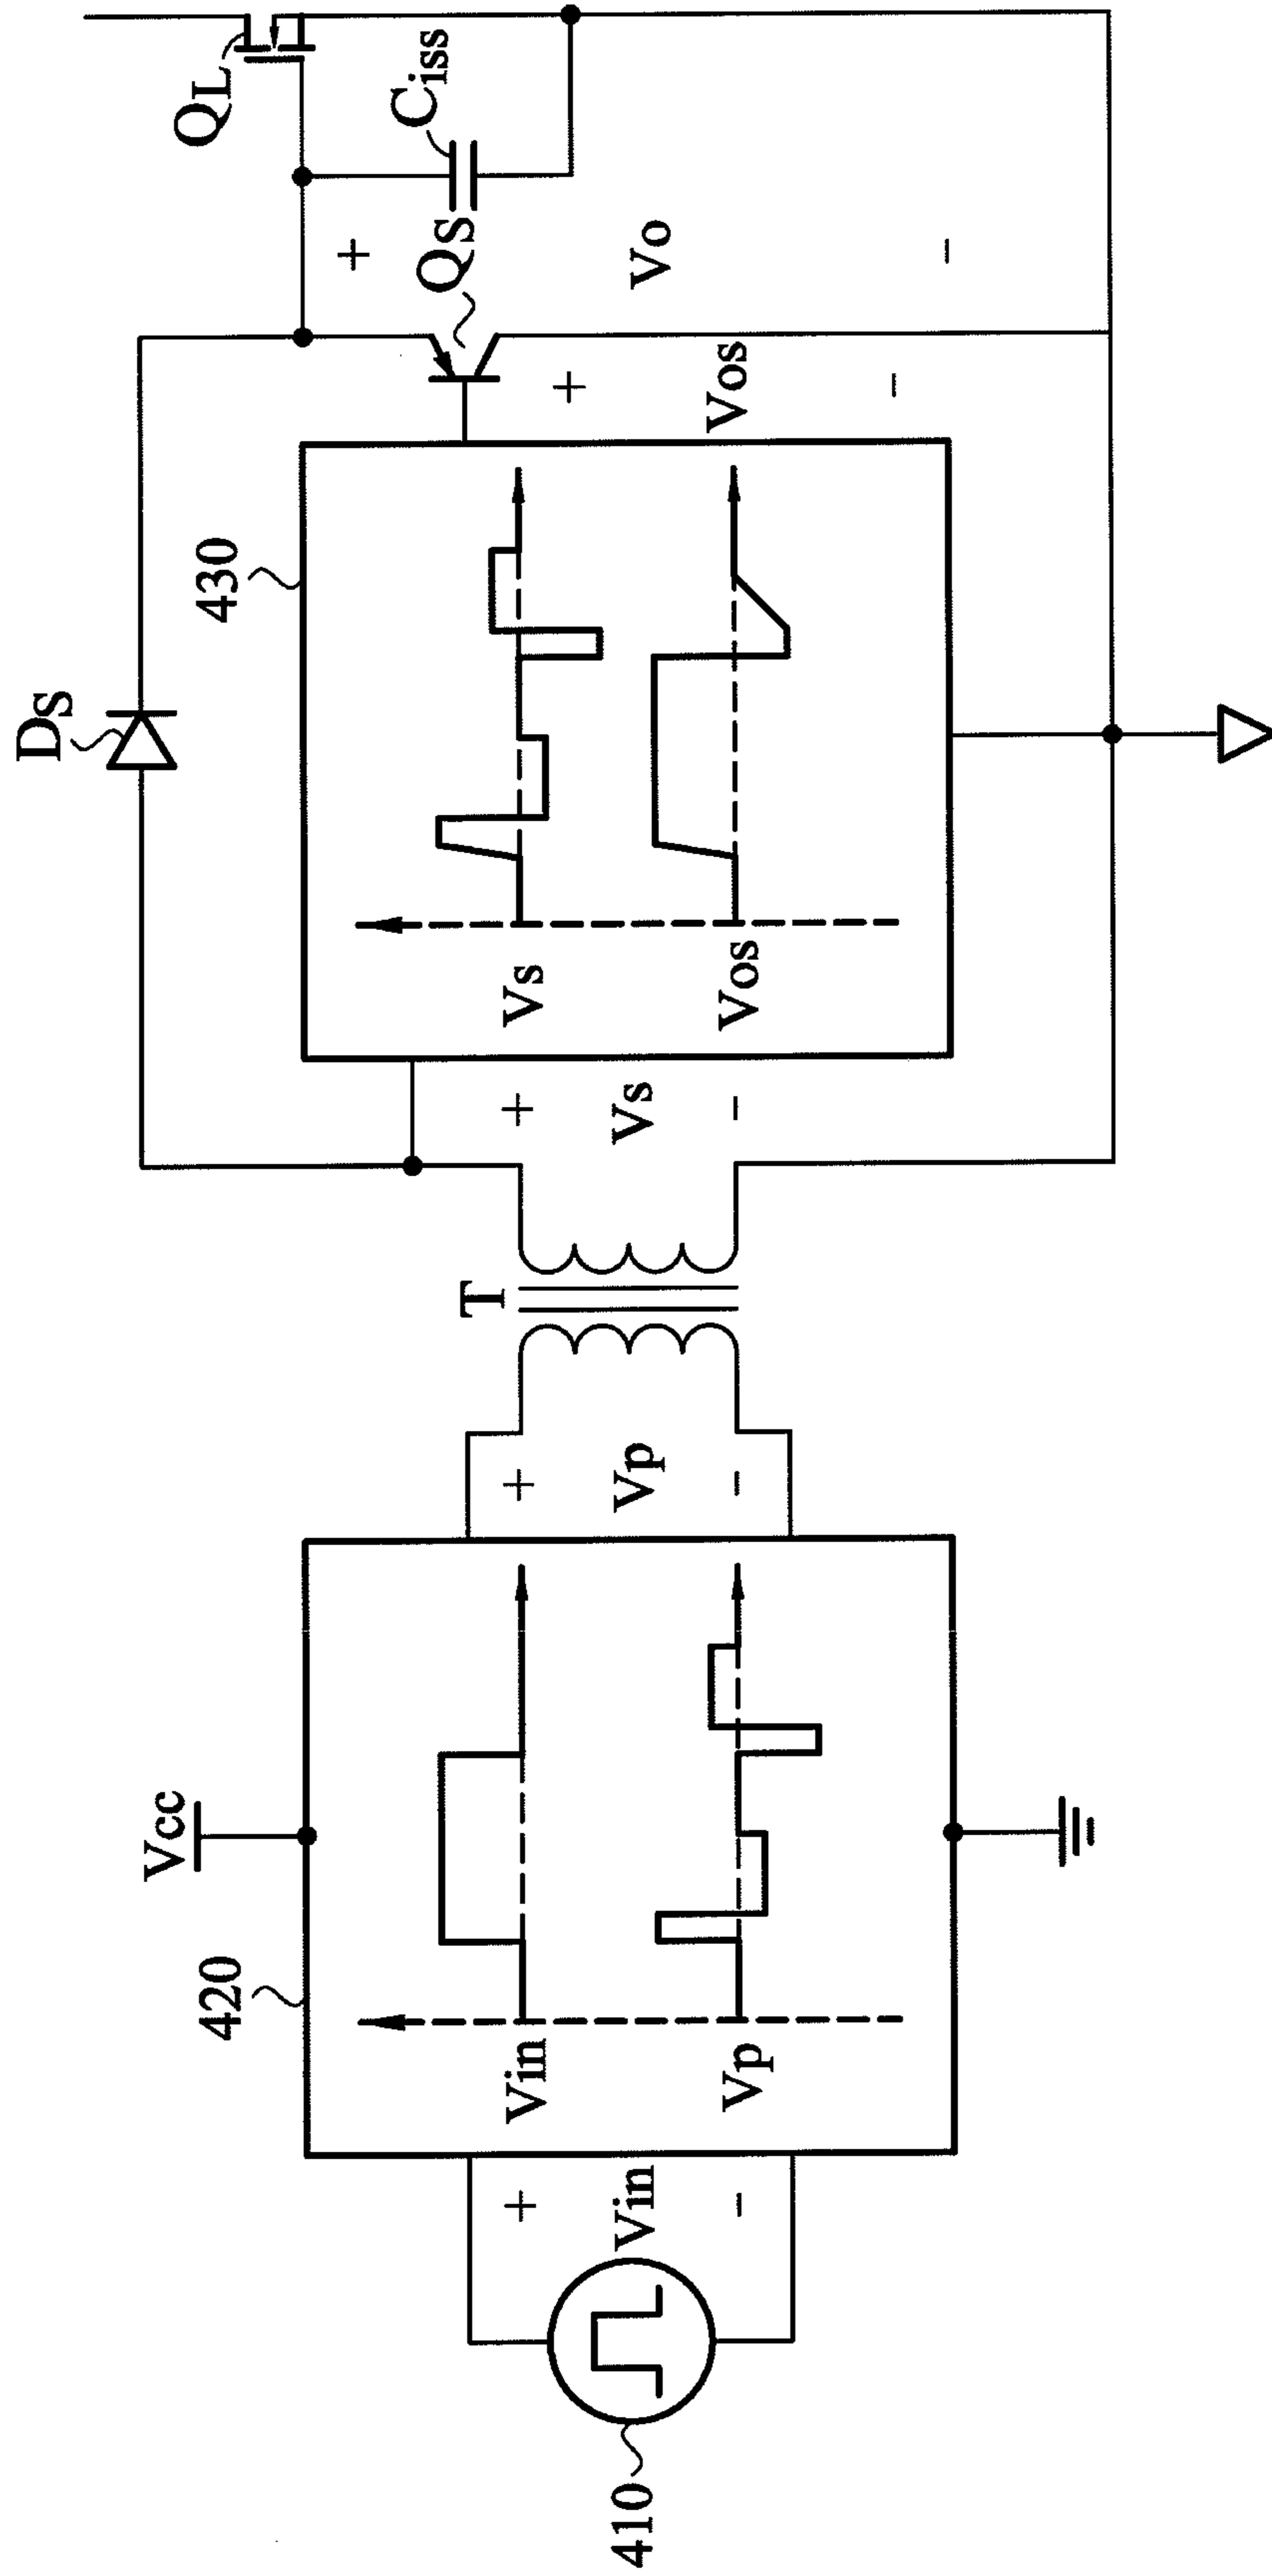 410
+
Vin
-
420
Vcc
Vin
Vp
+
Vp
-
T
+
Vs
-
DS
430
Vs
Vos
+
Vos
-
QS
+
Vo
-
Ciss
QL